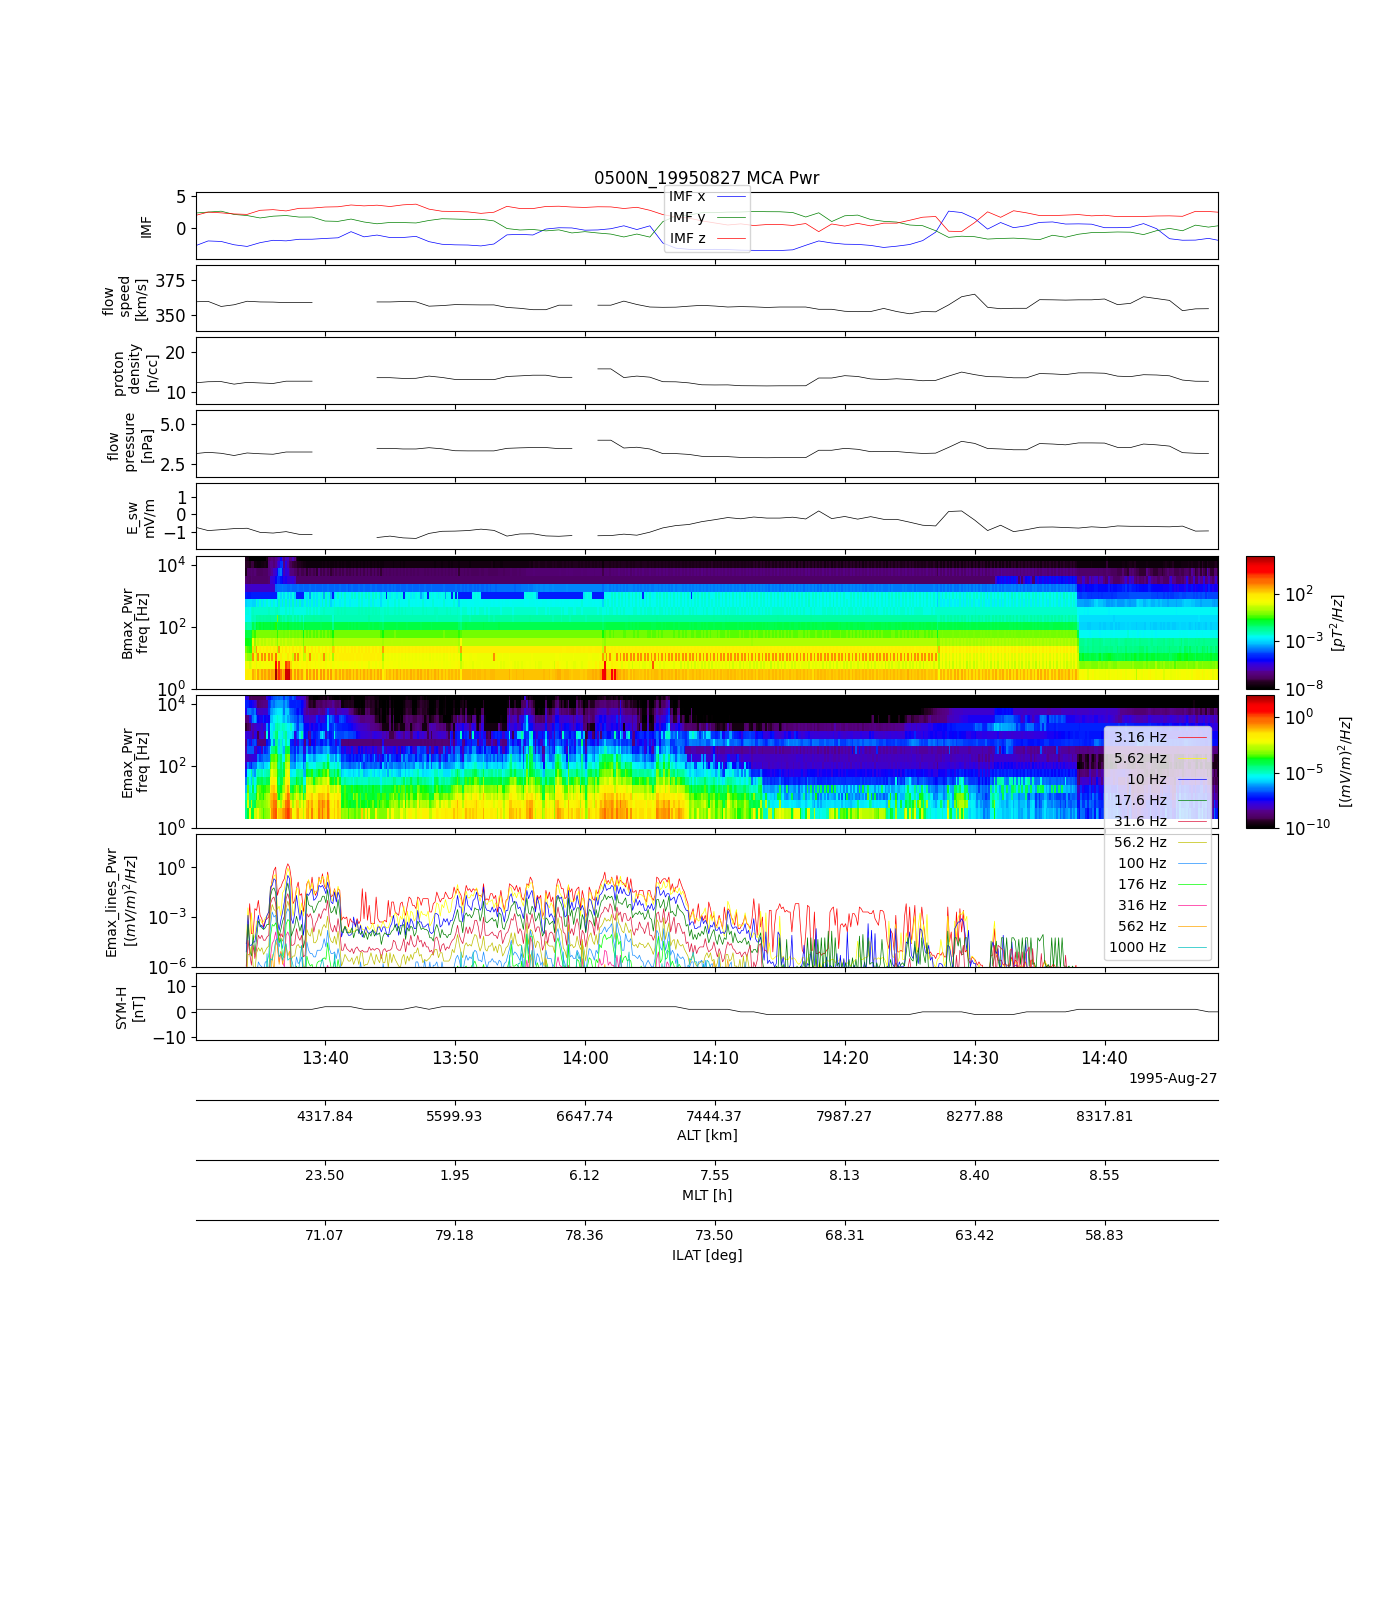 0500N_19950827 MCA Pwr
5
0
IMF
IMF x
IMF y
IMF z
375
350
flow
speed
[km/s]
20
10
proton
density
[n/cc]
5.0
2.5
flow
pressure
[nPa]
1
0
−1
E_sw
mV/m
10^4
10^2
10^0
Bmax_Pwr
freq [Hz]
10^2
10^−3
10^−8
[pT^2/Hz]
10^4
10^2
10^0
Emax_Pwr
freq [Hz]
10^0
10^−5
10^−10
[(mV/m)^2/Hz]
3.16 Hz
5.62 Hz
10 Hz
17.6 Hz
31.6 Hz
56.2 Hz
100 Hz
176 Hz
316 Hz
562 Hz
1000 Hz
10^0
10^−3
10^−6
Emax_lines_Pwr
[(mV/m)^2/Hz]
10
0
−10
SYM-H
[nT]
13:40 13:50 14:00 14:10 14:20 14:30 14:40
1995-Aug-27
4317.84 5599.93 6647.74 7444.37 7987.27 8277.88 8317.81
ALT [km]
23.50 1.95 6.12 7.55 8.13 8.40 8.55
MLT [h]
71.07 79.18 78.36 73.50 68.31 63.42 58.83
ILAT [deg]